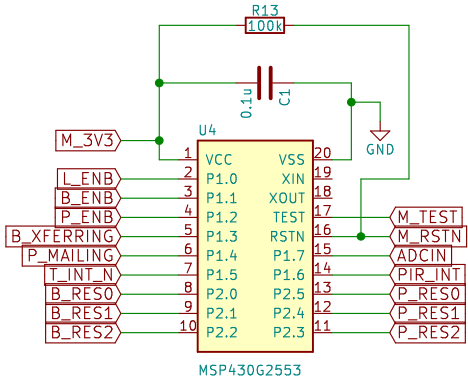 R13
100k
0.1u
C1
GND
U4
M_3V3
1 VCC VSS 20
L_ENB 2 P1.0 XIN 19
B_ENB 3 P1.1 XOUT 18
P_ENB 4 P1.2 TEST 17 M_TEST
B_XFERRING 5 P1.3 RSTN 16 M_RSTN
P_MAILING 6 P1.4 P1.7 15 ADCIN
T_INT_N 7 P1.5 P1.6 14 PIR_INT
B_RES0 8 P2.0 P2.5 13 P_RES0
B_RES1 9 P2.1 P2.4 12 P_RES1
B_RES2 10 P2.2 P2.3 11 P_RES2
MSP430G2553